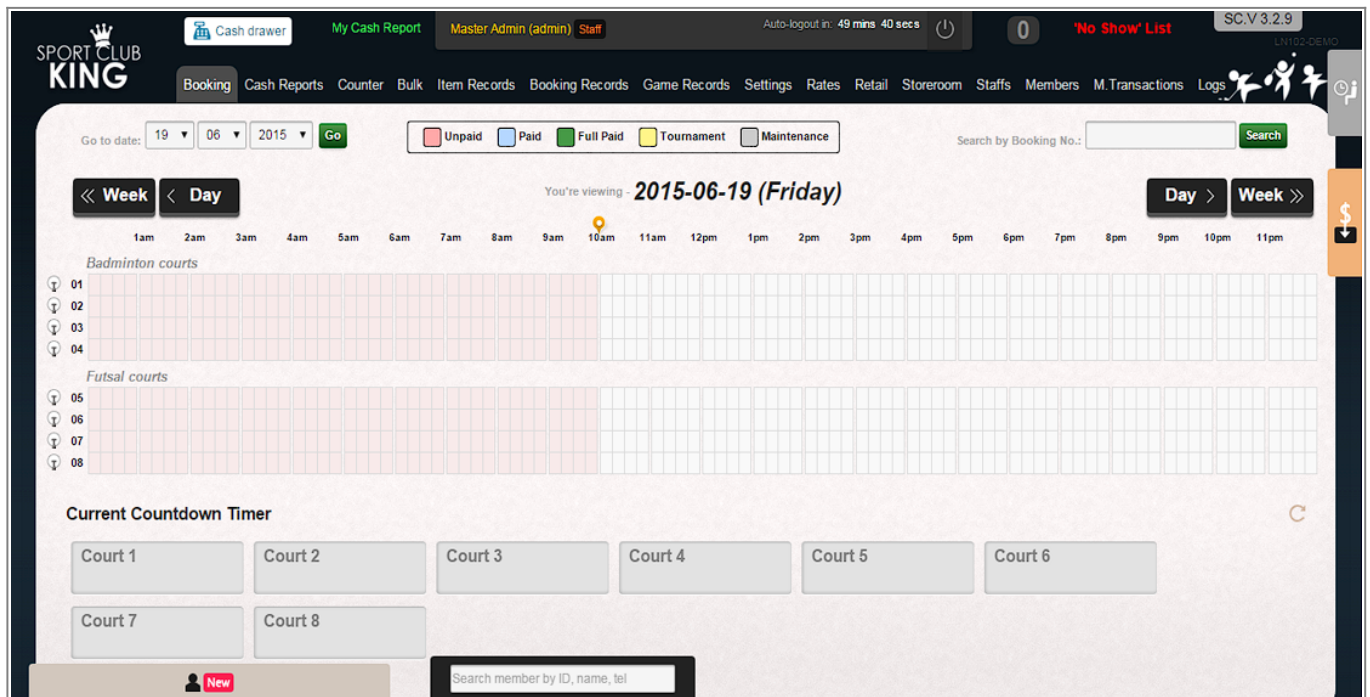 SPORT CLUB
KING
Cash drawer
My Cash Report
Master Admin (admin) Staff
Auto-logout in: 49 mins 40 secs
0
'No Show' List
SC.V 3.2.9
LN102-DEMO
Booking Cash Reports Counter Bulk Item Records Booking Records Game Records Settings Rates Retail Storeroom Staffs Members M.Transactions Logs
Go to date: 19 06 2015 Go
Unpaid Paid Full Paid Tournament Maintenance
Search by Booking No.: Search
Week Day
You're viewing - 2015-06-19 (Friday)
Day Week
1am 2am 3am 4am 5am 6am 7am 8am 9am 10am 11am 12pm 1pm 2pm 3pm 4pm 5pm 6pm 7pm 8pm 9pm 10pm 11pm
$
Badminton courts
01
02
03
04
Futsal courts
05
06
07
08
Current Countdown Timer
Court 1 Court 2 Court 3 Court 4 Court 5 Court 6
Court 7 Court 8
New
Search member by ID, name, tel